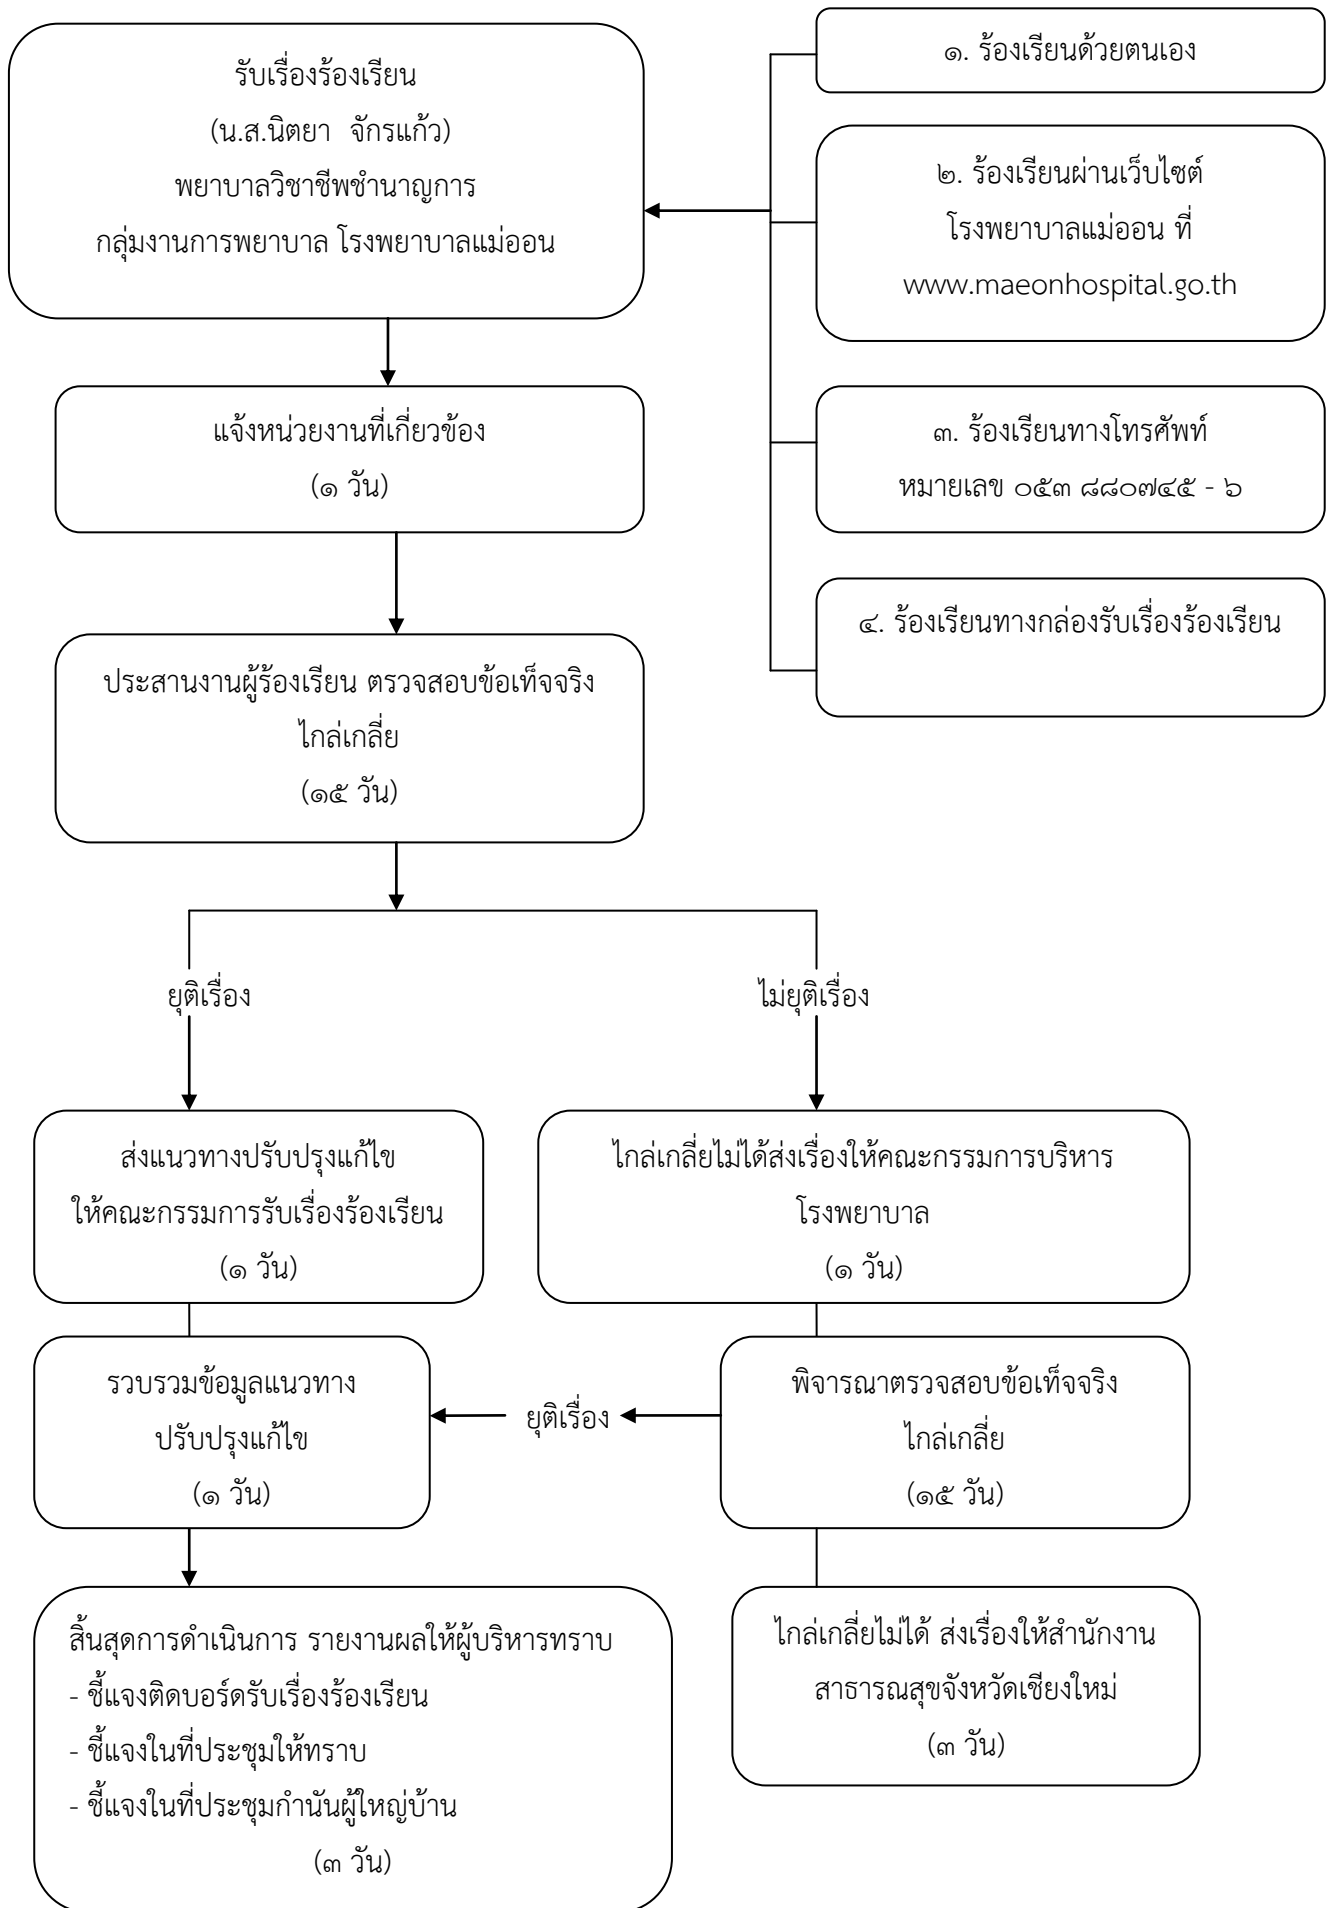 รับเรื่องร้องเรียน
(น.ส.นิตยา จักรแก้ว)
พยาบาลวิชาชีพชำนาญการ
กลุ่มงานการพยาบาล โรงพยาบาลแม่ออน
๑. ร้องเรียนด้วยตนเอง
๒. ร้องเรียนผ่านเว็บไซต์
โรงพยาบาลแม่ออน ที่
www.maeonhospital.go.th
๓. ร้องเรียนทางโทรศัพท์
หมายเลข ๐๕๓ ๘๘๐๗๔๕ - ๖
๔. ร้องเรียนทางกล่องรับเรื่องร้องเรียน
แจ้งหน่วยงานที่เกี่ยวข้อง
(๑ วัน)
ประสานงานผู้ร้องเรียน ตรวจสอบข้อเท็จจริง
ไกล่เกลี่ย
(๑๕ วัน)
ยุติเรื่อง
ไม่ยุติเรื่อง
ส่งแนวทางปรับปรุงแก้ไข
ให้คณะกรรมการรับเรื่องร้องเรียน
(๑ วัน)
ไกล่เกลี่ยไม่ได้ส่งเรื่องให้คณะกรรมการบริหาร
โรงพยาบาล
(๑ วัน)
รวบรวมข้อมูลแนวทาง
ปรับปรุงแก้ไข
(๑ วัน)
ยุติเรื่อง
พิจารณาตรวจสอบข้อเท็จจริง
ไกล่เกลี่ย
(๑๕ วัน)
สิ้นสุดการดำเนินการ รายงานผลให้ผู้บริหารทราบ
- ชี้แจงติดบอร์ดรับเรื่องร้องเรียน
- ชี้แจงในที่ประชุมให้ทราบ
- ชี้แจงในที่ประชุมกำนันผู้ใหญ่บ้าน
(๓ วัน)
ไกล่เกลี่ยไม่ได้ ส่งเรื่องให้สำนักงาน
สาธารณสุขจังหวัดเชียงใหม่
(๓ วัน)